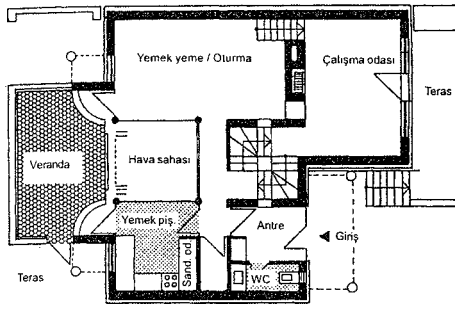 Yemek yeme / Oturma
Çalışma odası
Teras
Veranda
Hava sahası
Yemek piş.
Antre
Giriş
Sand. od.
WC
Teras